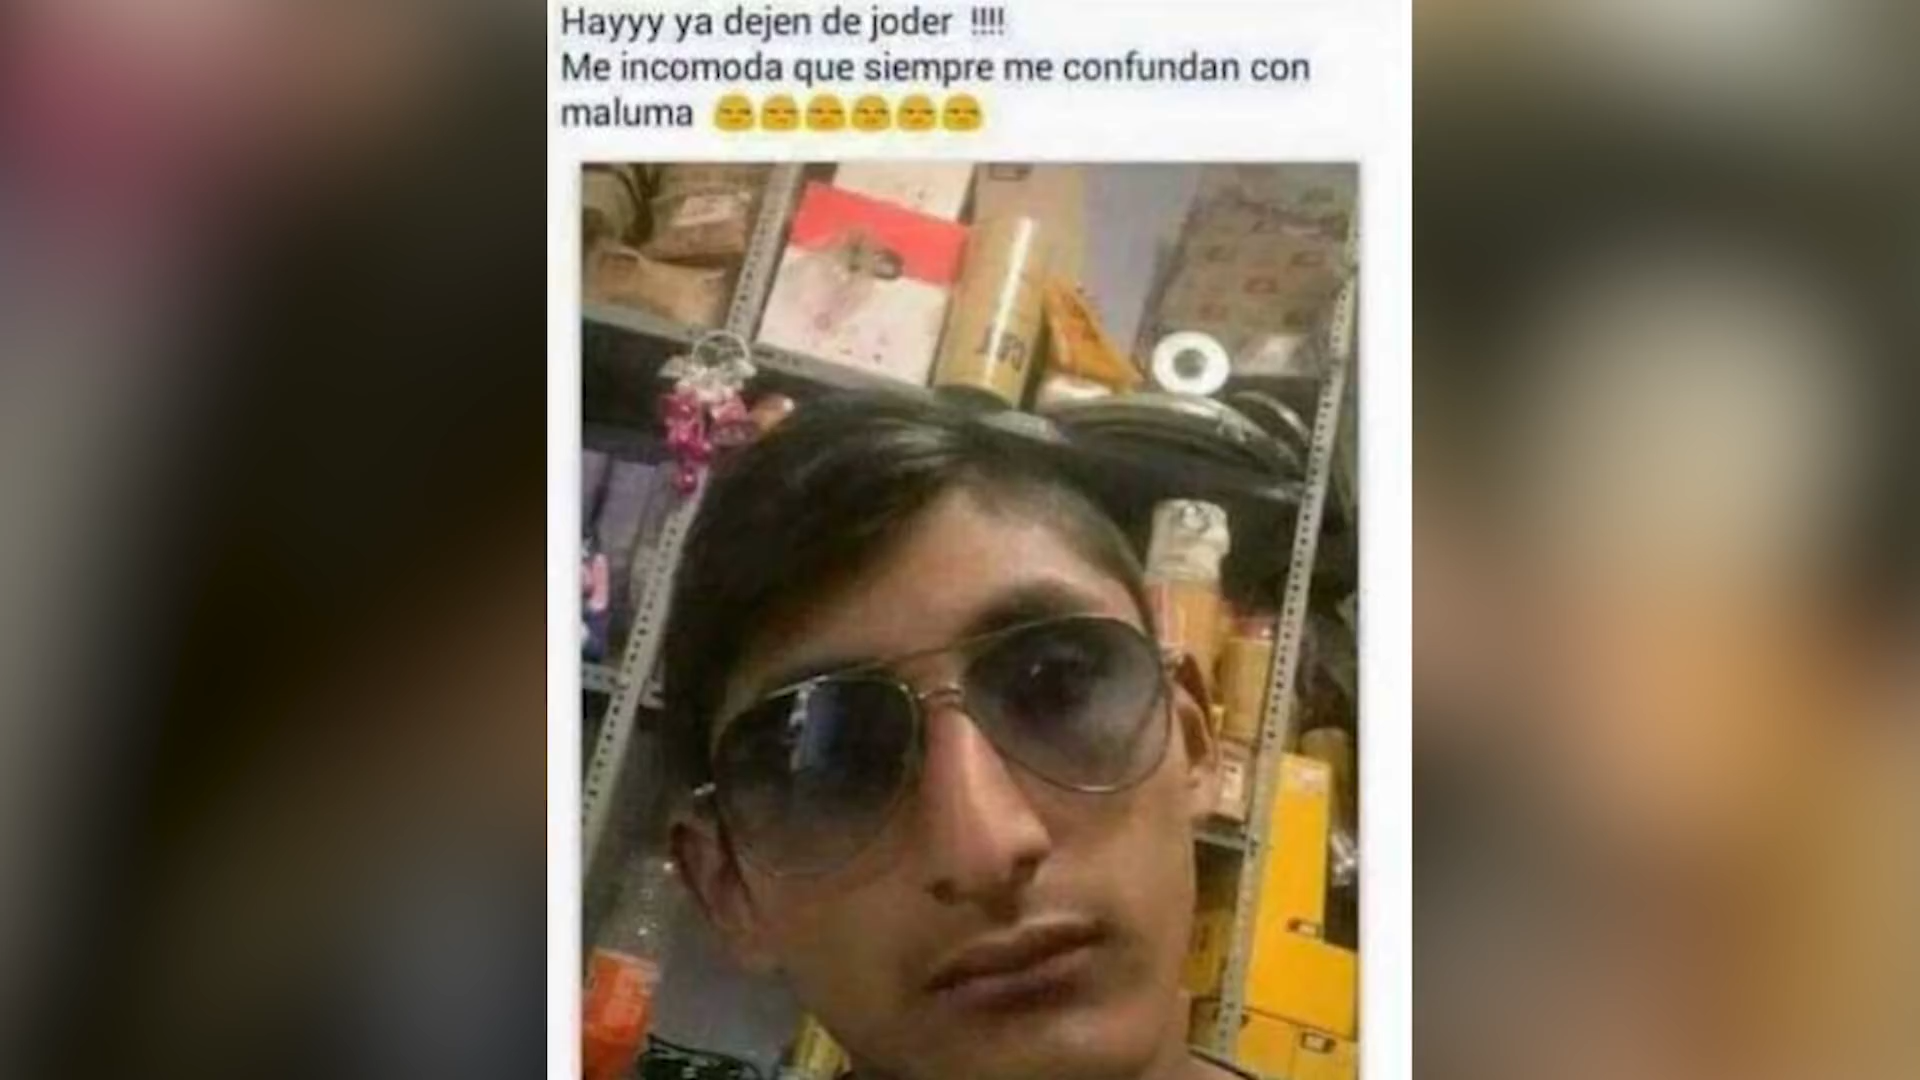 Hayyy ya dejen de joder !!!!
Me incomoda que siempre me confundan con
maluma 😒😒😒😒😒😒